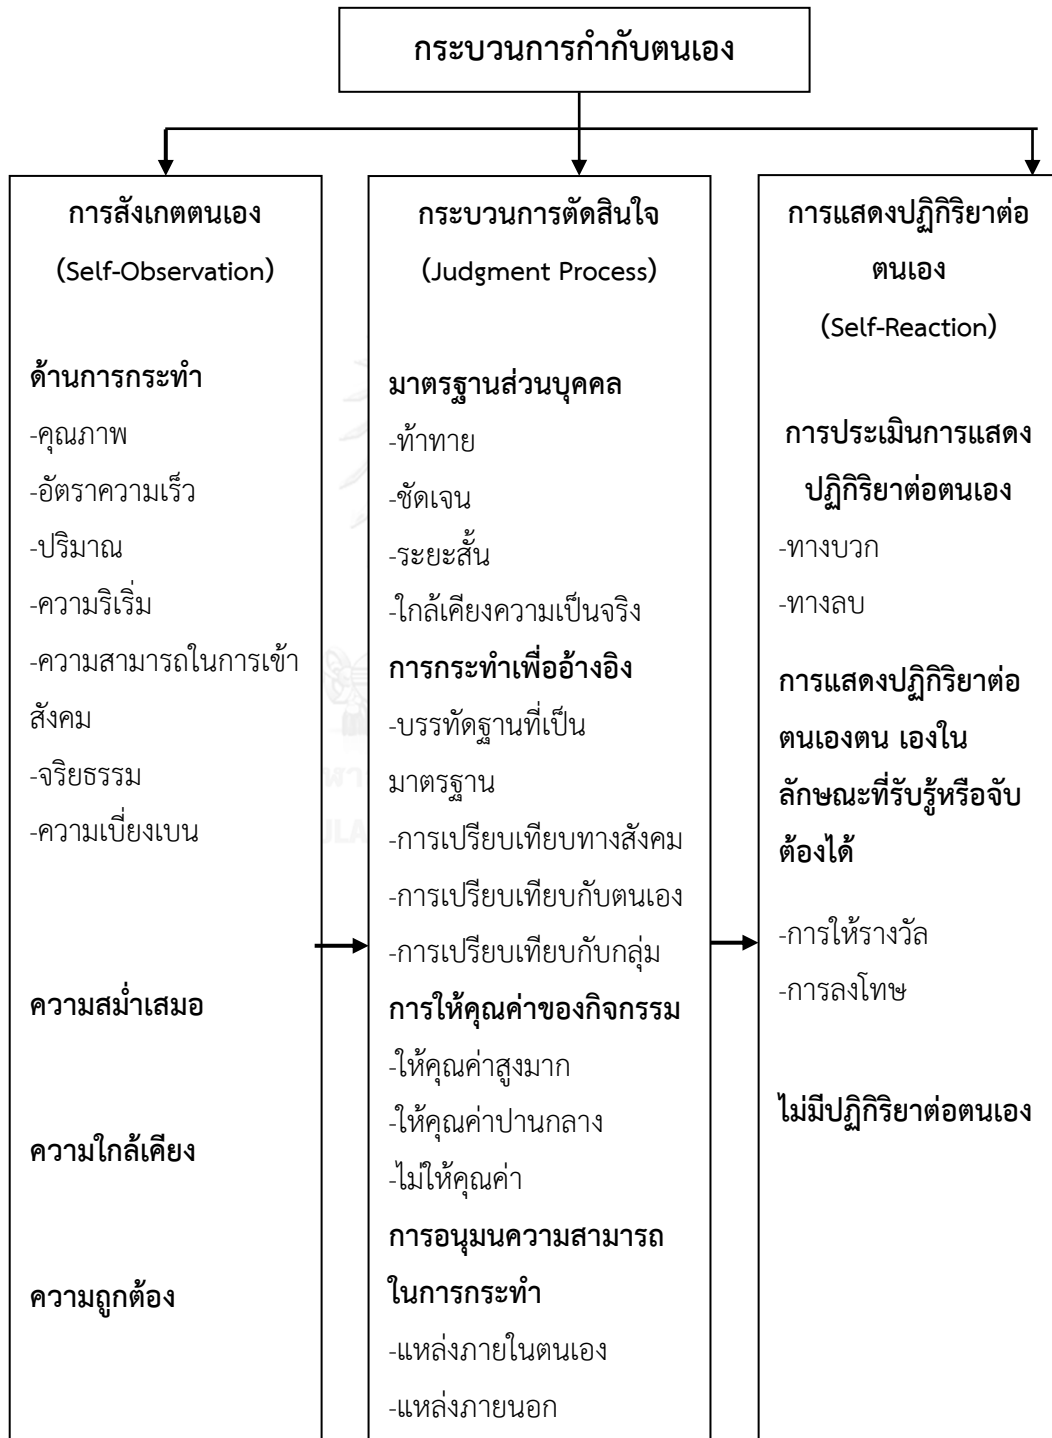 กระบวนการกำกับตนเอง
การสังเกตตนเอง
(Self-Observation)
ด้านการกระทำ
-คุณภาพ
-อัตราความเร็ว
-ปริมาณ
-ความริเริ่ม
-ความสามารถในการเข้า
สังคม
-จริยธรรม
-ความเบี่ยงเบน
ความสม่ำเสมอ
ความใกล้เคียง
ความถูกต้อง
กระบวนการตัดสินใจ
(Judgment Process)
มาตรฐานส่วนบุคคล
-ท้าทาย
-ชัดเจน
-ระยะสั้น
-ใกล้เคียงความเป็นจริง
การกระทำเพื่ออ้างอิง
-บรรทัดฐานที่เป็น
มาตรฐาน
-การเปรียบเทียบทางสังคม
-การเปรียบเทียบกับตนเอง
-การเปรียบเทียบกับกลุ่ม
การให้คุณค่าของกิจกรรม
-ให้คุณค่าสูงมาก
-ให้คุณค่าปานกลาง
-ไม่ให้คุณค่า
การอนุมนความสามารถ
ในการกระทำ
-แหล่งภายในตนเอง
-แหล่งภายนอก
การแสดงปฏิกิริยาต่อ
ตนเอง
(Self-Reaction)
การประเมินการแสดง
ปฏิกิริยาต่อตนเอง
-ทางบวก
-ทางลบ
การแสดงปฏิกิริยาต่อ
ตนเองตน เองใน
ลักษณะที่รับรู้หรือจับ
ต้องได้
-การให้รางวัล
-การลงโทษ
ไม่มีปฏิกิริยาต่อตนเอง